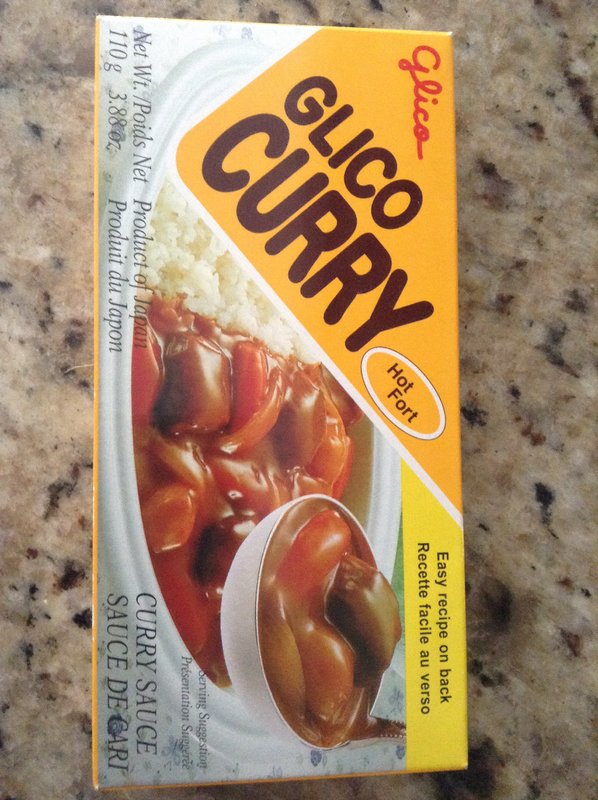 Glico
GLICO
CURRY
Hot
Fort
Easy recipe on back
Recette facile au verso
Net Wt./Poids Net Product of Japan
110 g 3.88 oz Produit du Japon
Serving Suggestion
Présentation Suggérée
CURRY SAUCE
SAUCE DE CARI